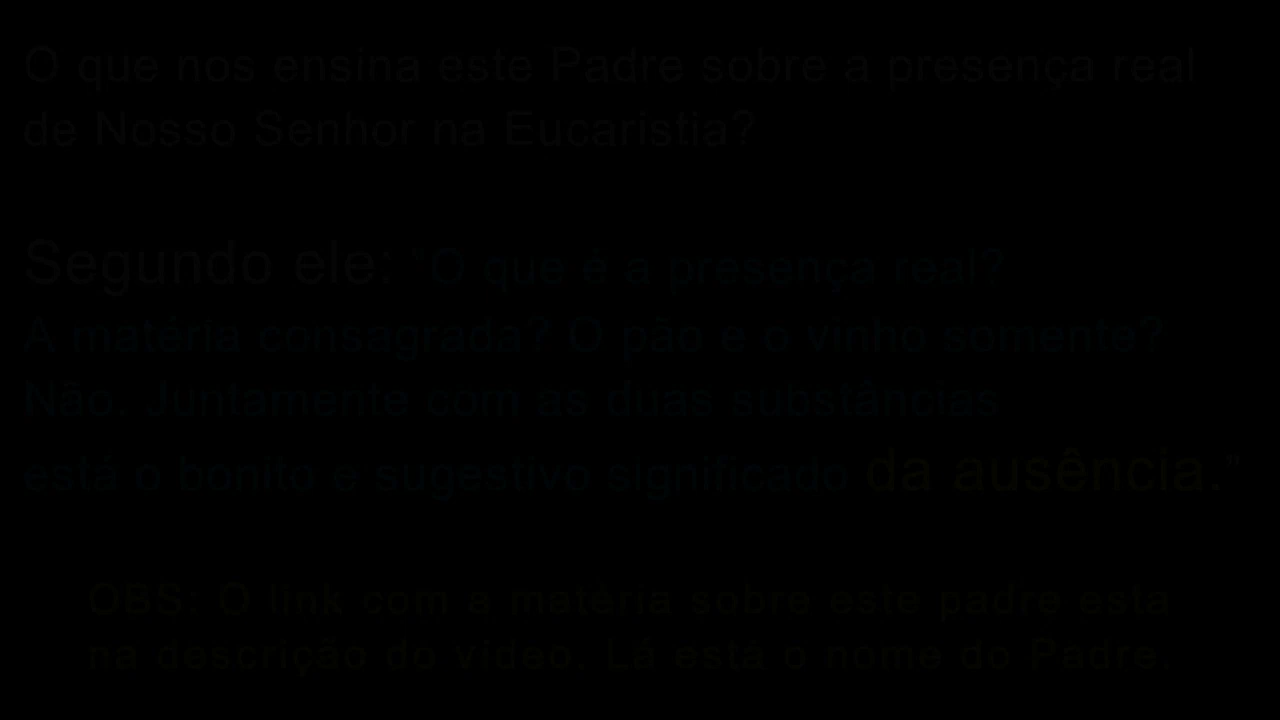 O que nos ensina este Padre sobre a presença real
de Nosso Senhor na Eucaristia?
Segundo ele: "O que é a presença real?
A matéria consagrada? O pão e o vinho somente?
Não. Juntamente com as duas substâncias
está o bonito e sugestivo significado da ausência."
OBS: O link com a matéria sobre este padre esta
na descrição do vídeo. Lá está o nome do Padre.